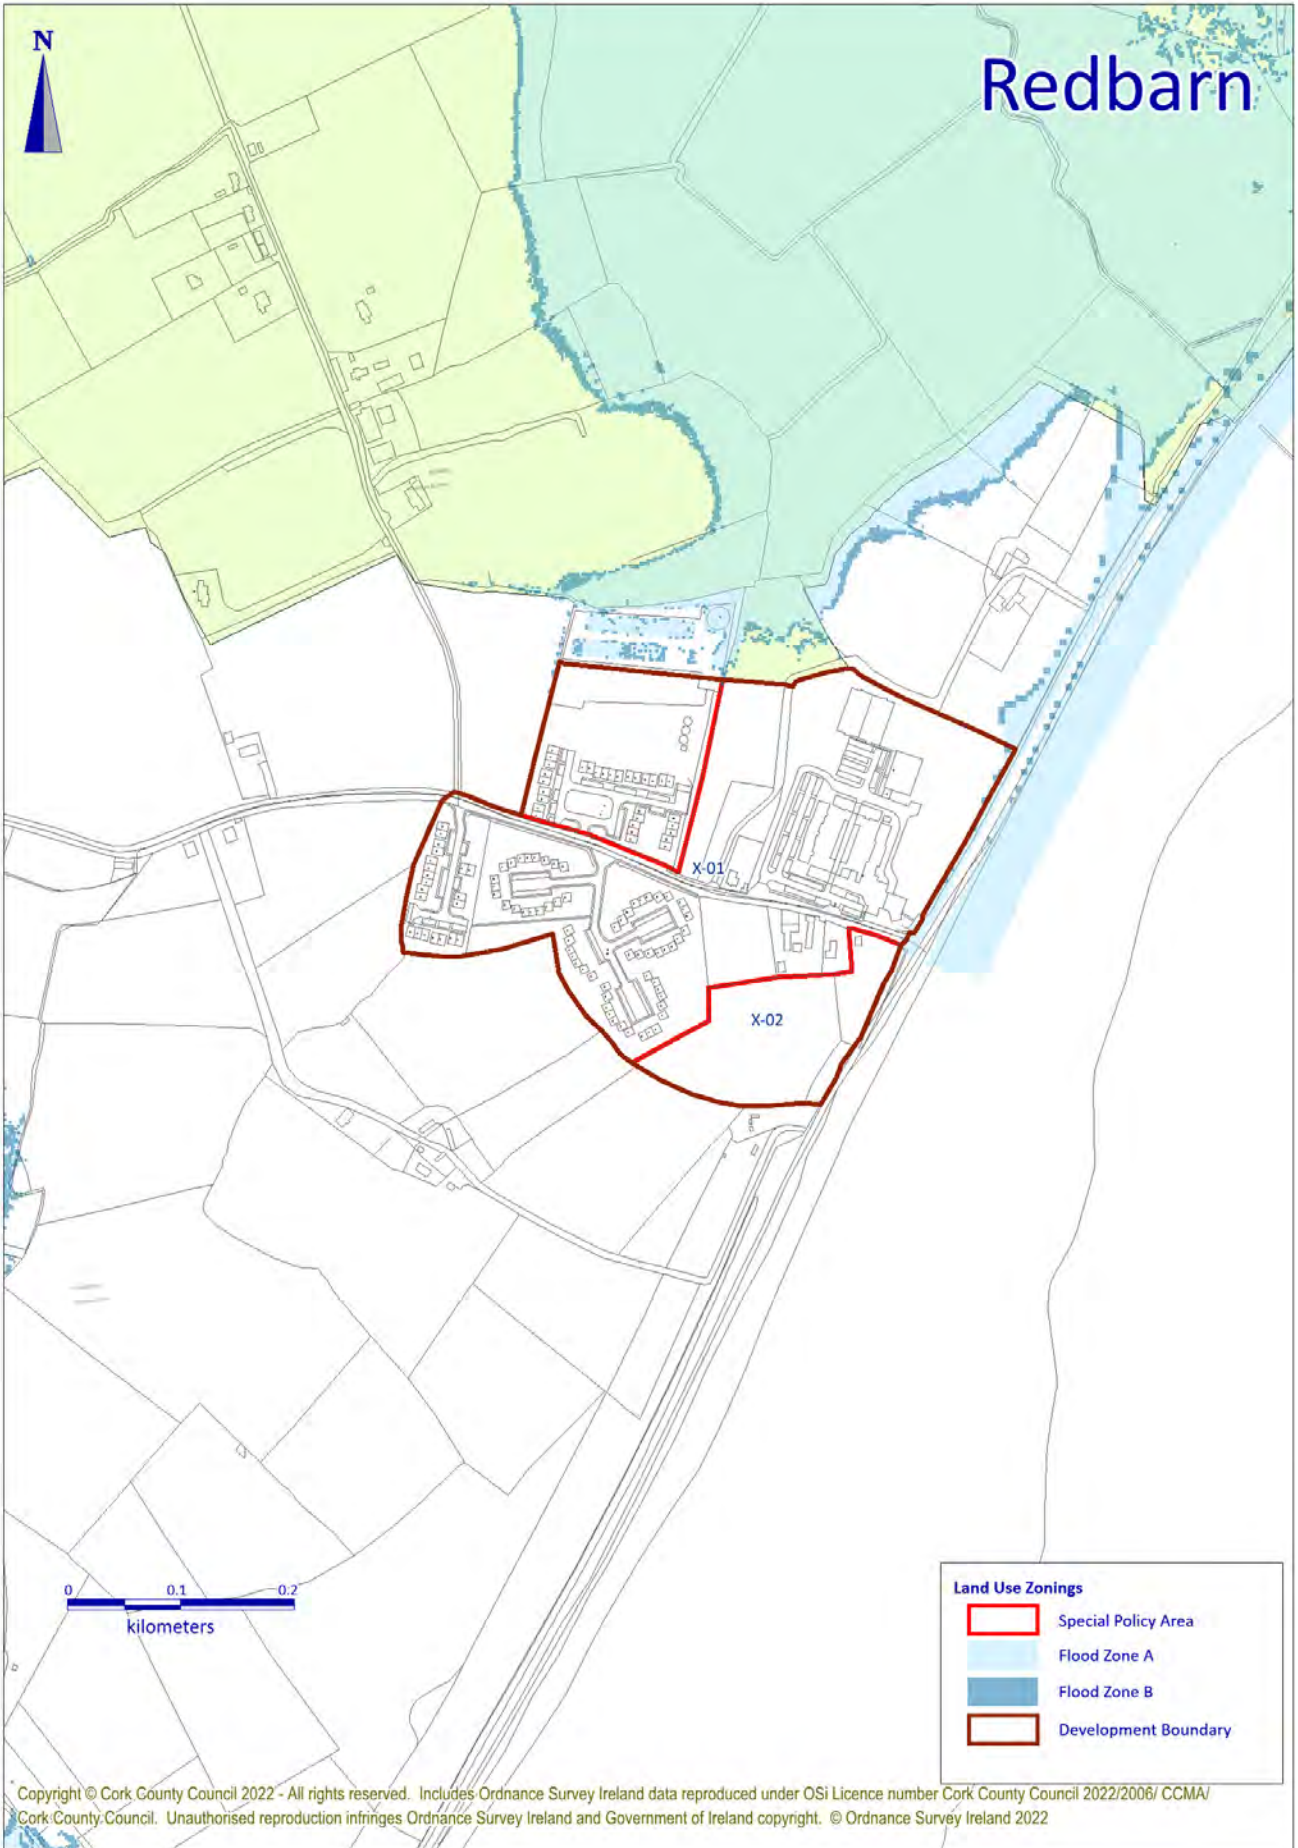 N
Redbarn
X-01
X-02
0 0.1 0.2
kilometers
Land Use Zonings
Special Policy Area
Flood Zone A
Flood Zone B
Development Boundary
Copyright © Cork County Council 2022 - All rights reserved. Includes Ordnance Survey Ireland data reproduced under OSi Licence number Cork County Council 2022/2006/ CCMA/
Cork County Council. Unauthorised reproduction infringes Ordnance Survey Ireland and Government of Ireland copyright. © Ordnance Survey Ireland 2022